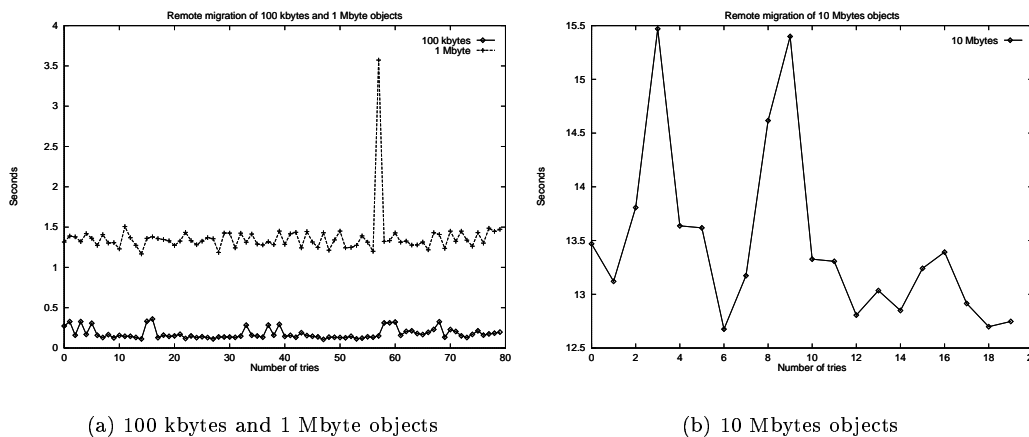 Remote migration of 100 kbytes and 1 Mbyte objects
4
3.5
3
2.5
2
1.5
1
0.5
0
Seconds
100 kbytes
1 Mbyte
0 10 20 30 40 50 60 70 80
Number of tries
(a) 100 kbytes and 1 Mbyte objects
Remote migration of 10 Mbytes objects
15.5
15
14.5
14
13.5
13
12.5
Seconds
10 Mbytes
0 2 4 6 8 10 12 14 16 18 2
Number of tries
(b) 10 Mbytes objects